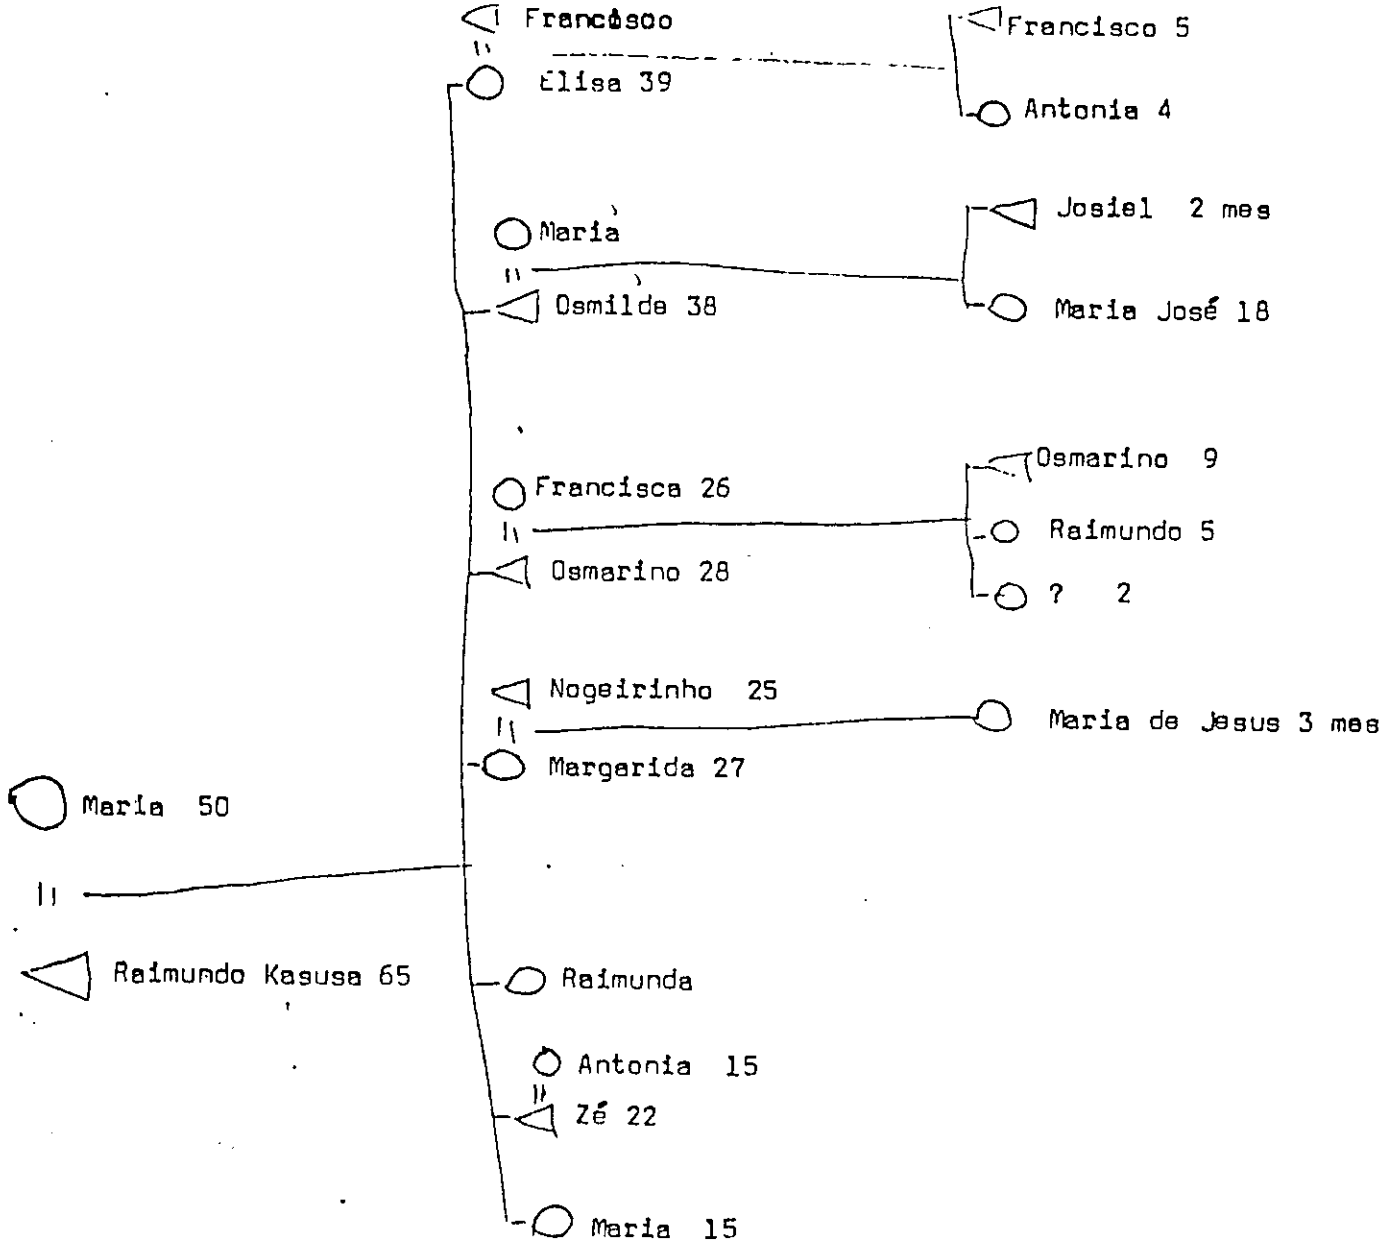 Francisco
Francisco 5
Elisa 39
Antonia 4
Josiel 2 mes
Maria
Osmilde 38
Maria José 18
Osmarino 9
Francisca 26
Raimundo 5
Osmarino 28
? 2
Nogeirinho 25
Maria de Jesus 3 mes
Margarida 27
Maria 50
Raimundo Kasusa 65
Raimunda
Antonia 15
Zé 22
Maria 15